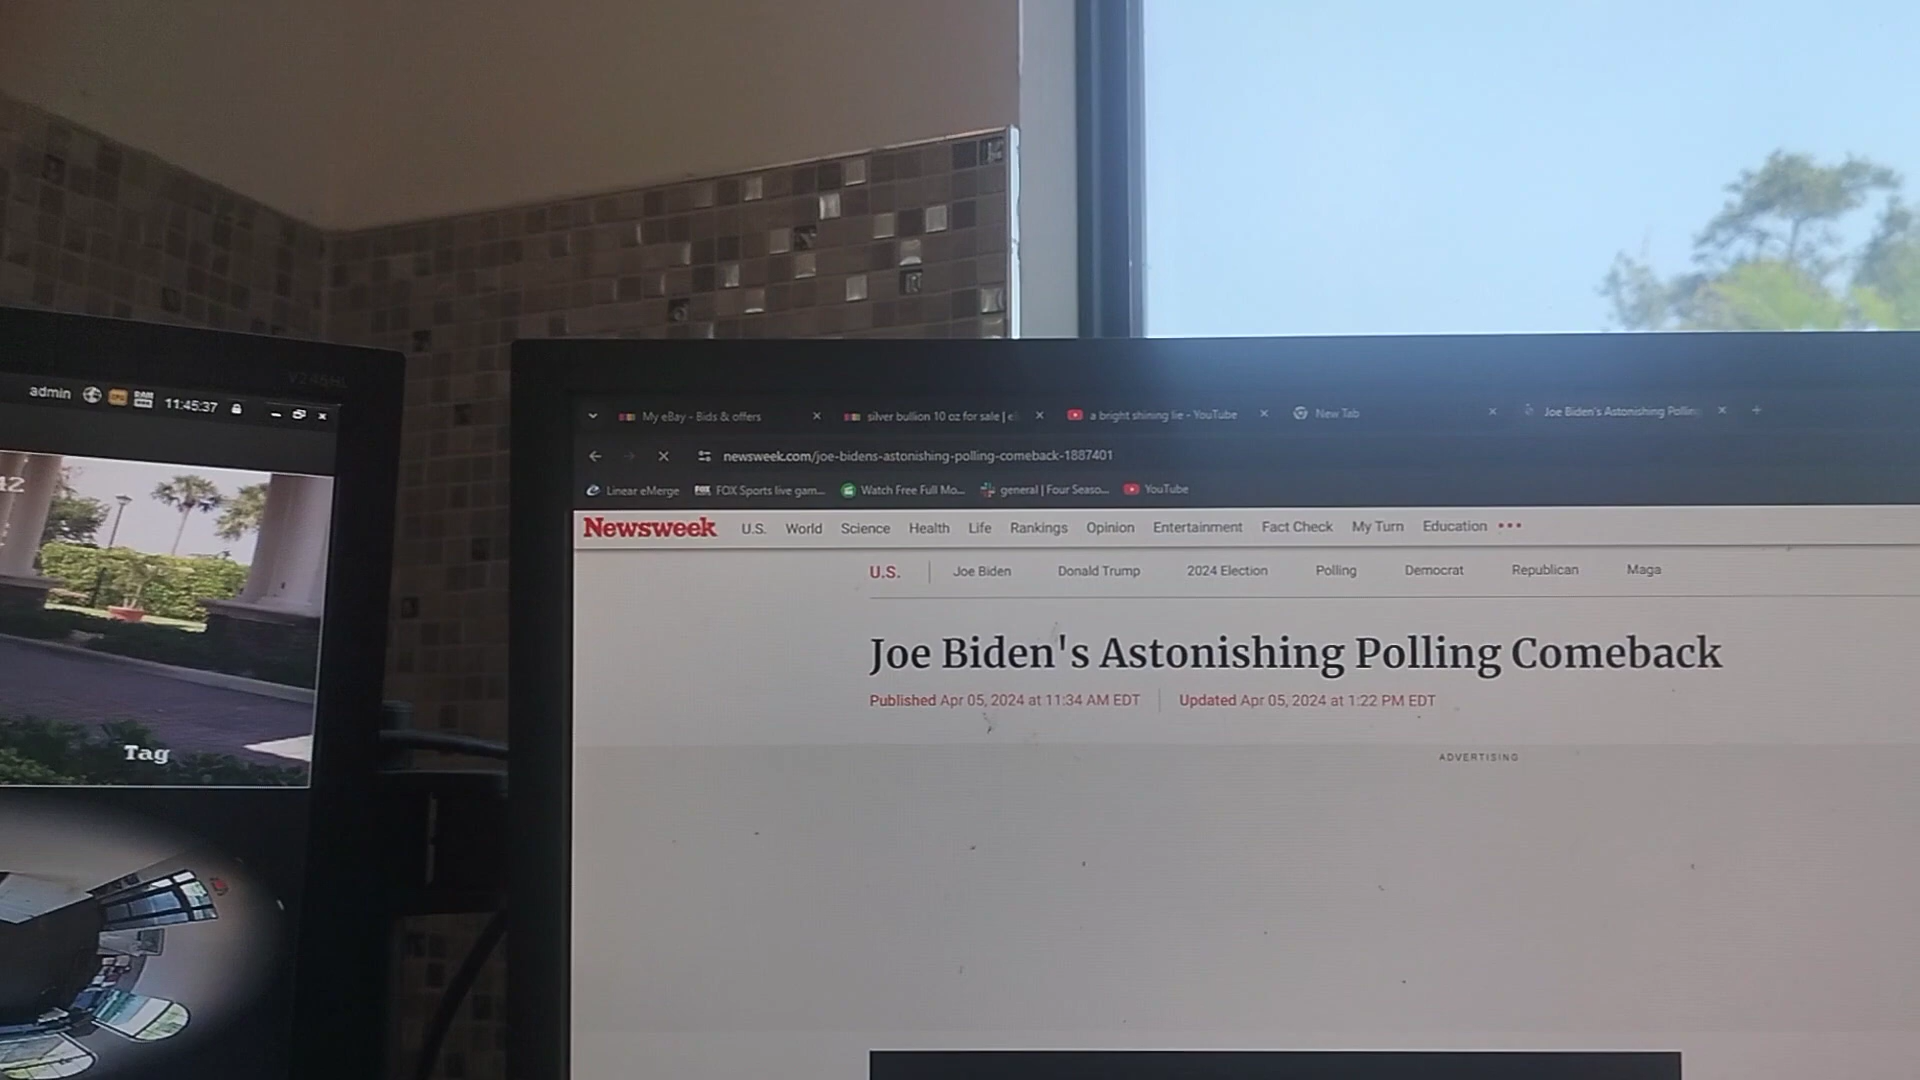 V246HL
admin RAM 11:45:37
12
Tag
My eBay - Bids & offers
silver bullion 10 oz for sale | e
a bright shining lie - YouTube
New Tab
Joe Biden's Astonishing Pollin
newsweek.com/joe-bidens-astonishing-polling-comeback-1887401
Linear eMerge FOX FOX Sports live gam... Watch Free Full Mo... general | Four Seaso... YouTube
Newsweek U.S. World Science Health Life Rankings Opinion Entertainment Fact Check My Turn Education
U.S. Joe Biden Donald Trump 2024 Election Polling Democrat Republican Maga
Joe Biden's Astonishing Polling Comeback
Published Apr 05, 2024 at 11:34 AM EDT Updated Apr 05, 2024 at 1:22 PM EDT
ADVERTISING